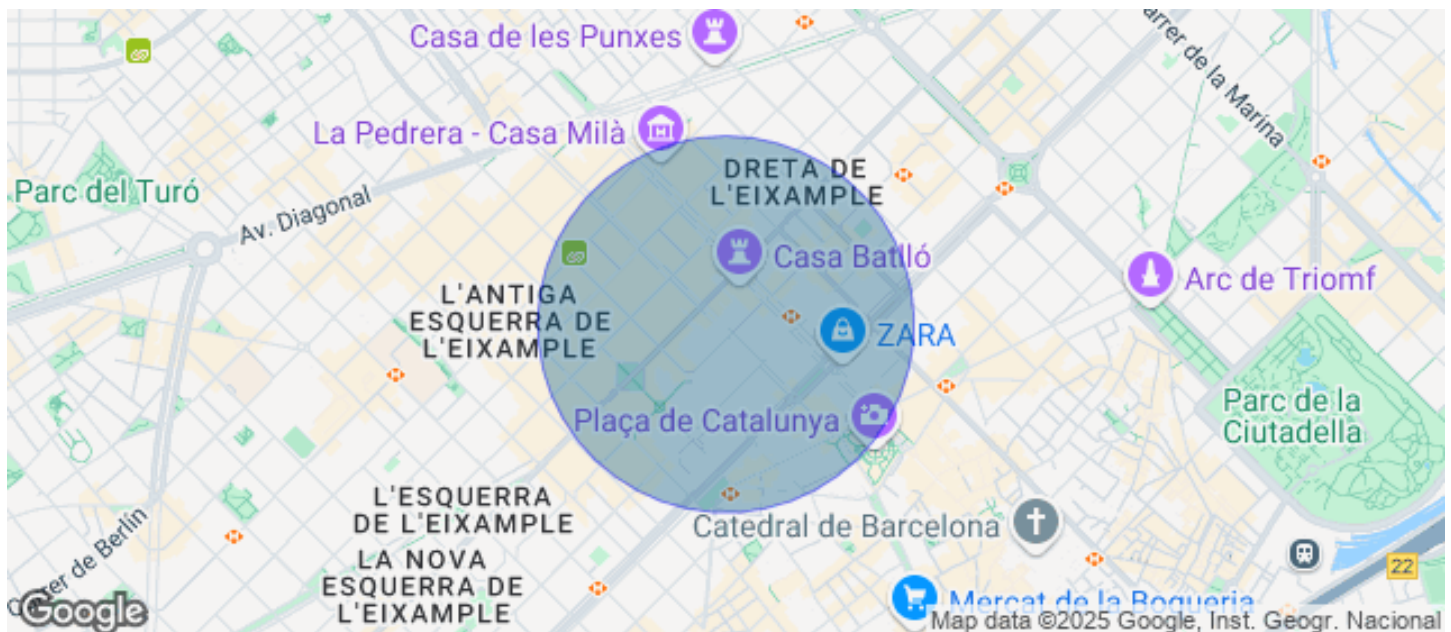 Casa de les Punxes
La Pedrera - Casa Milà
DRETA DE
L'EIXAMPLE
Carrer de la Marina
Parc del Turó
Av. Diagonal
Casa Batlló
Arc de Triomf
L'ANTIGA
ESQUERRA DE
L'EIXAMPLE
ZARA
Plaça de Catalunya
Parc de la
Ciutadella
L'ESQUERRA
DE L'EIXAMPLE
Catedral de Barcelona
LA NOVA
ESQUERRA DE
L'EIXAMPLE
Carrer de Berlín
22
Mercat de la Boqueria
Google
Map data ©2025 Google, Inst. Geogr. Nacional